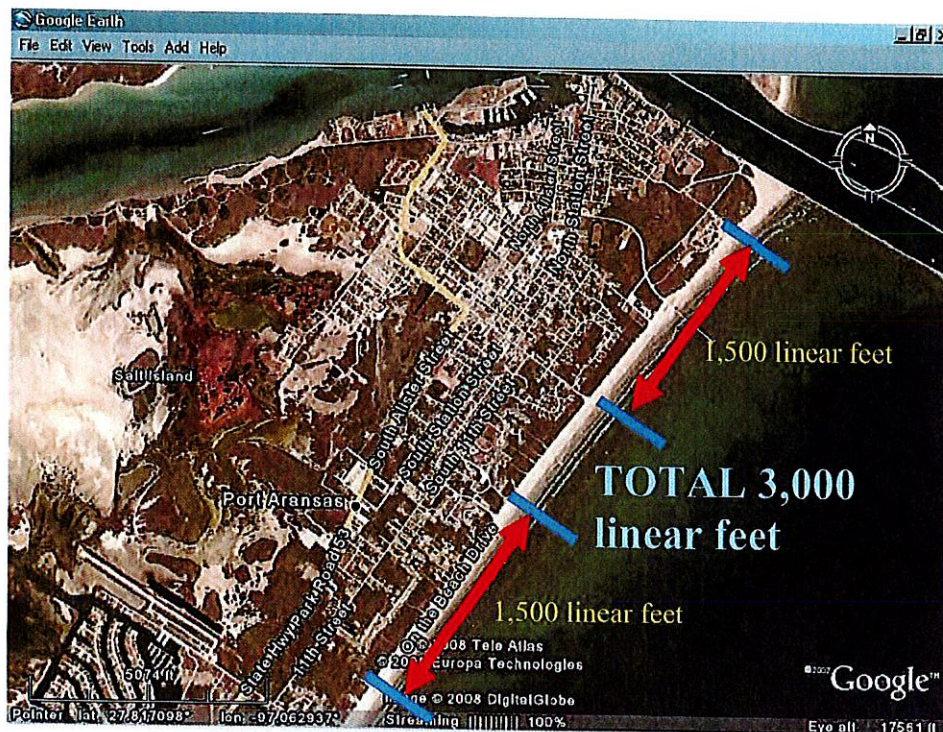 Google Earth
File Edit View Tools Add Help
N
North Alister Street
North Station Street
1,500 linear feet
Salt Island
South Alister Street
South Station Street
South 11th Street
Port Aransas
TOTAL 3,000
linear feet
State Hwy Park Road 53
11th Street
On the Beach Drive
1,500 linear feet
© 2008 Tele Atlas
© 2008 Europa Technologies
Image © 2008 DigitalGlobe
5074 ft
©2007 Google™
Pointer lat. 27.817098° lon. -97.062937°
Streaming 100%
Eye alt 17561 ft